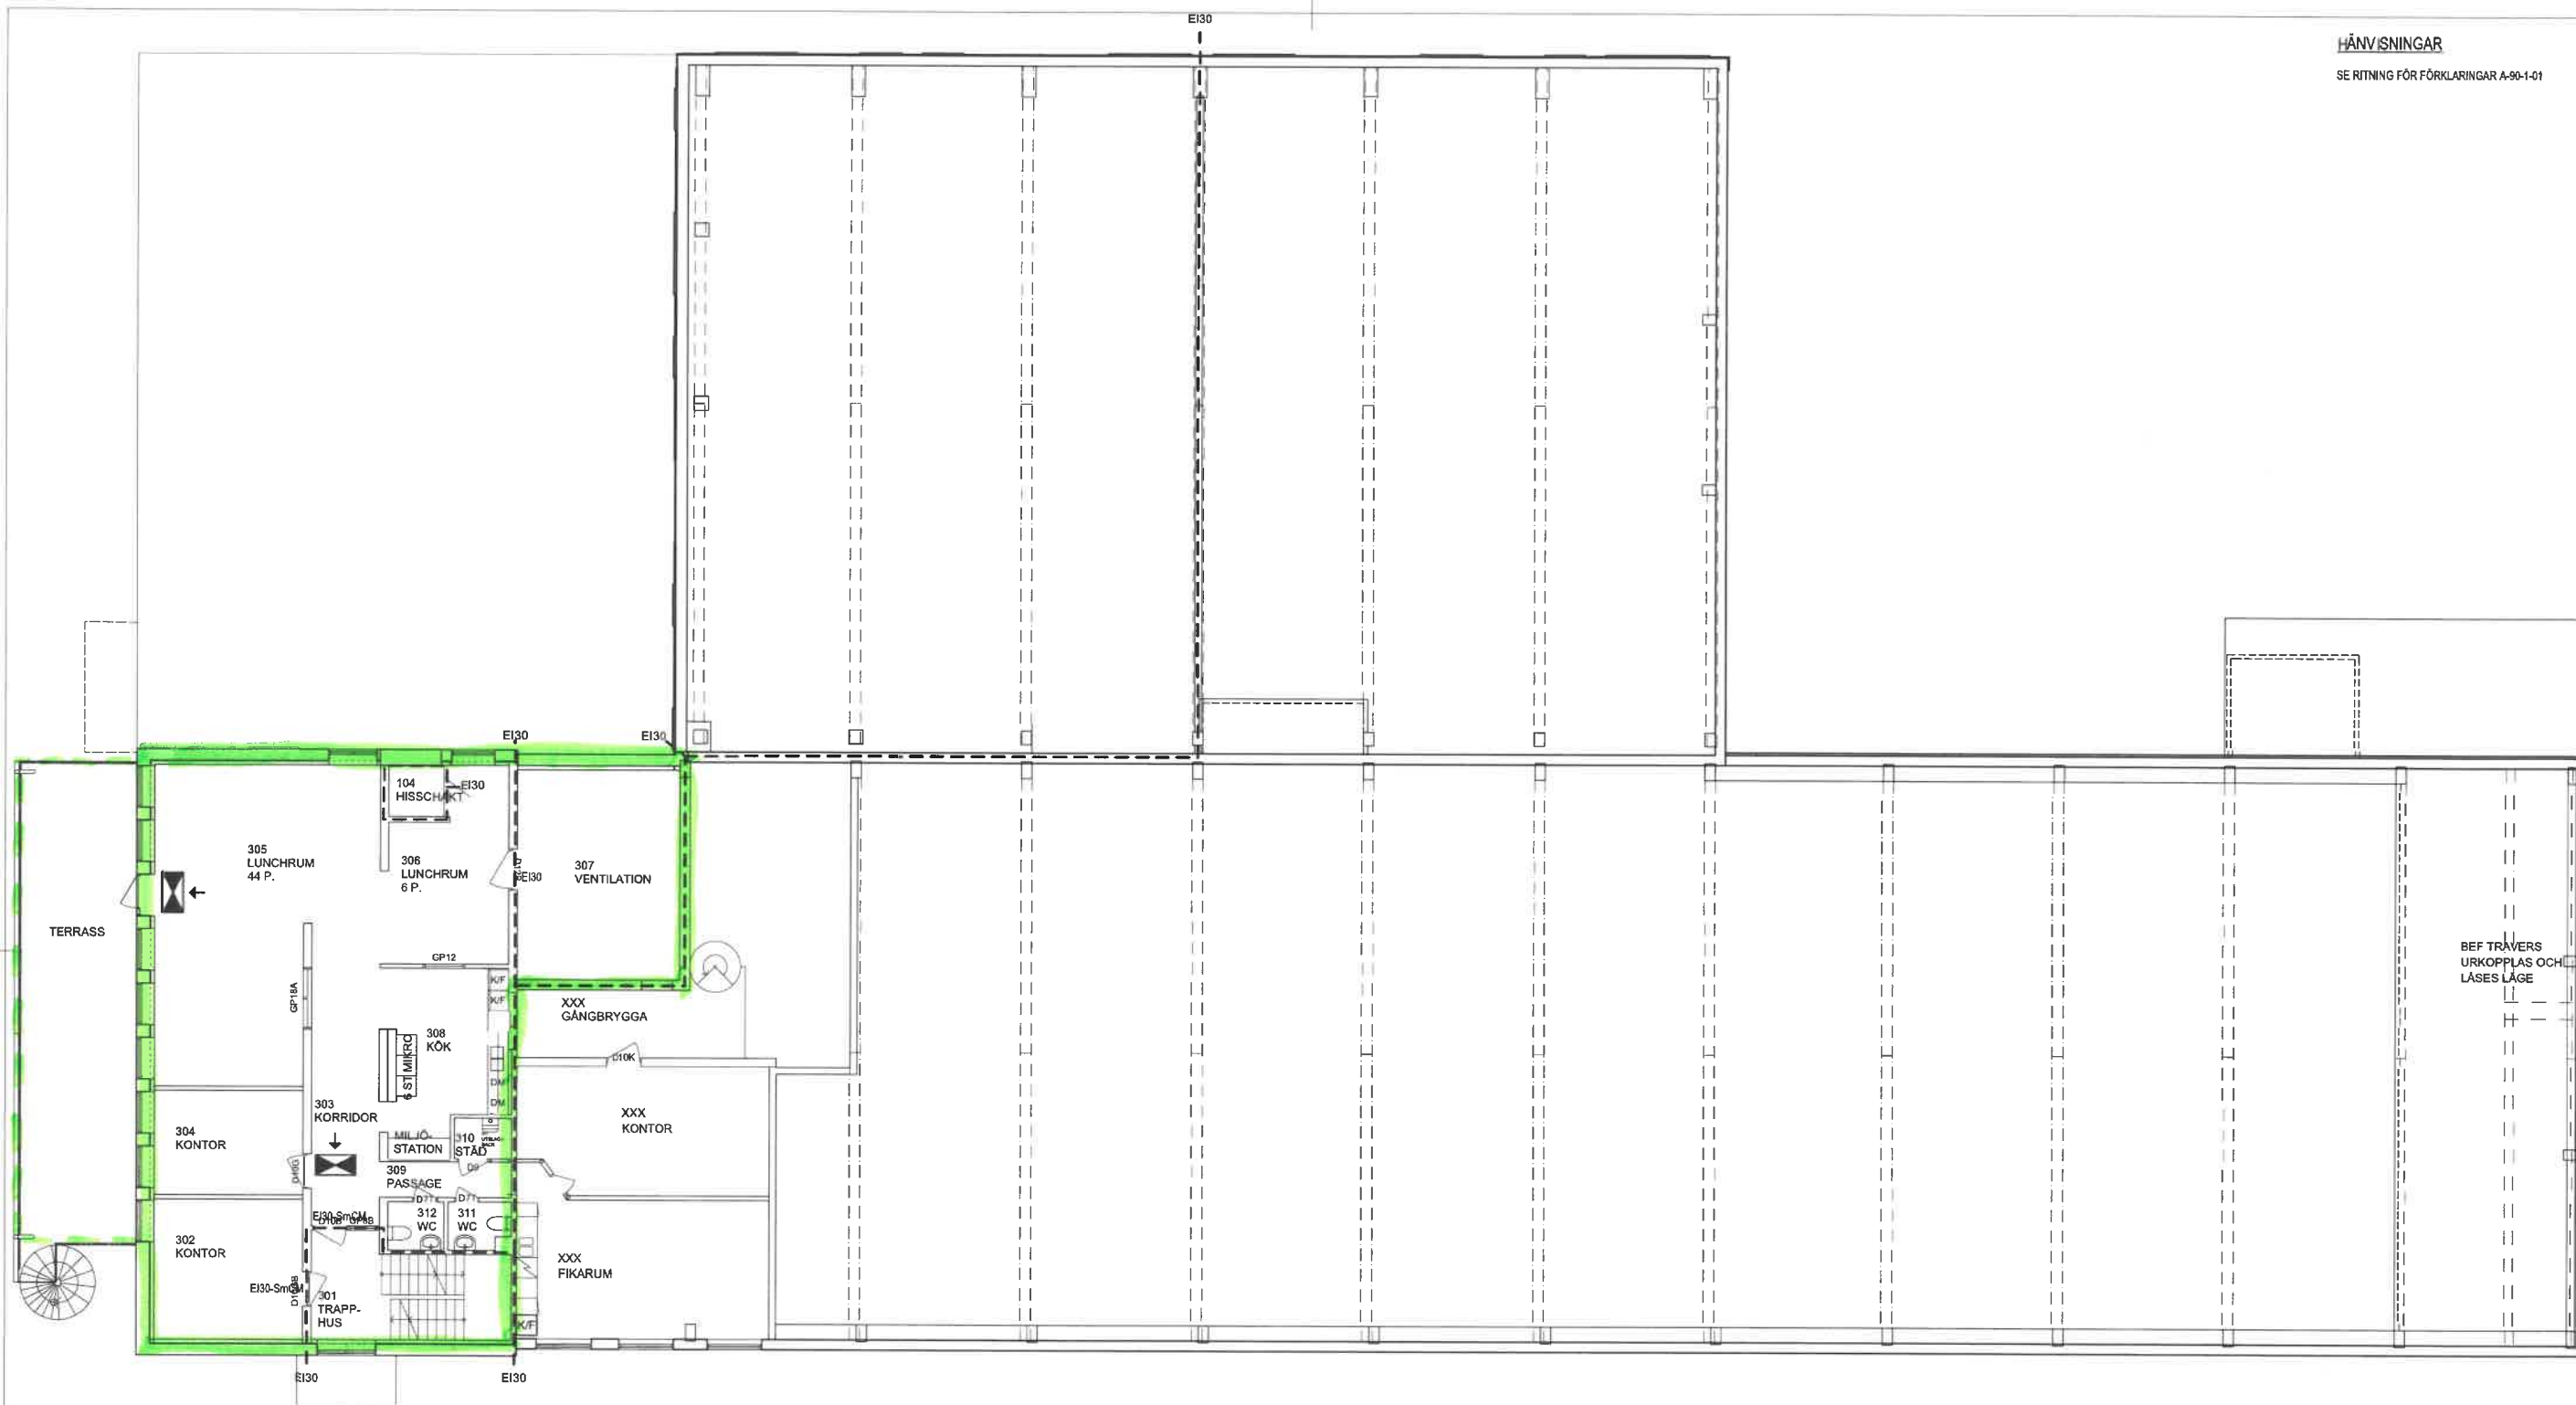 EI30
HÄNVISNINGAR
SE RITNING FÖR FÖRKLARINGAR A-90-1-01
EI30
EI30
104
HISSCHAKT
EI30
305
LUNCHRUM
44 P.
306
LUNCHRUM
6 P.
EI30
307
VENTILATION
TERRASS
GP12
GP18A
K/F
K/F
XXX
GÅNGBRYGGA
BEF TRAVERS
URKOPPLAS OCH
LÅSES LÄGE
308
KÖK
6 ST MIKRO
D10K
DM
DM
303
KORRIDOR
XXX
KONTOR
304
KONTOR
MILJÖ-
STATION
310
STÄD
D9
309
PASSAGE
D71
D71
312
WC
311
WC
EI30-SmCM
302
KONTOR
XXX
FIKARUM
EI30-SmCM
301
TRAPP-
HUS
K/F
EI30
EI30